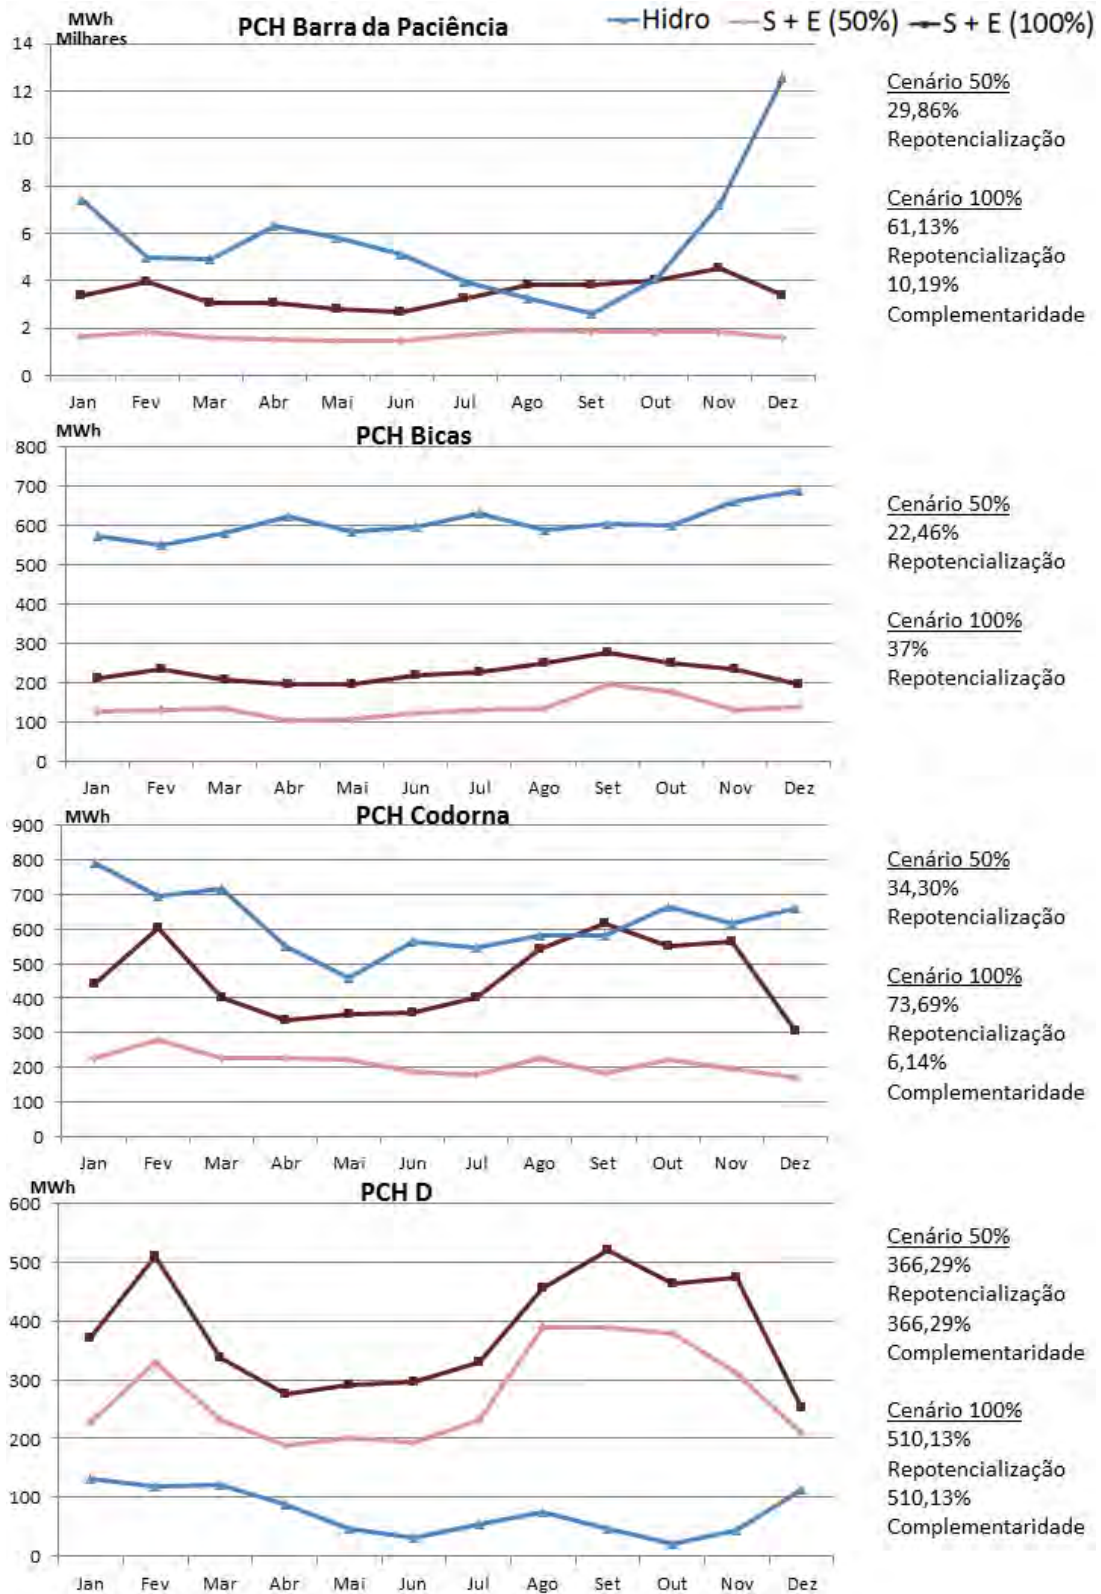 MWh
Milhares
PCH Barra da Paciência
Hidro S + E (50%) S + E (100%)
14
12
10
8
6
4
2
0
Jan Fev Mar Abr Mai Jun Jul Ago Set Out Nov Dez
Cenário 50%
29,86%
Repotencialização
Cenário 100%
61,13%
Repotencialização
10,19%
Complementaridade
MWh
PCH Bicas
800
700
600
500
400
300
200
100
0
Jan Fev Mar Abr Mai Jun Jul Ago Set Out Nov Dez
Cenário 50%
22,46%
Repotencialização
Cenário 100%
37%
Repotencialização
MWh
PCH Codorna
900
800
700
600
500
400
300
200
100
0
Jan Fev Mar Abr Mai Jun Jul Ago Set Out Nov Dez
Cenário 50%
34,30%
Repotencialização
Cenário 100%
73,69%
Repotencialização
6,14%
Complementaridade
MWh
PCH D
600
500
400
300
200
100
0
Jan Fev Mar Abr Mai Jun Jul Ago Set Out Nov Dez
Cenário 50%
366,29%
Repotencialização
366,29%
Complementaridade
Cenário 100%
510,13%
Repotencialização
510,13%
Complementaridade